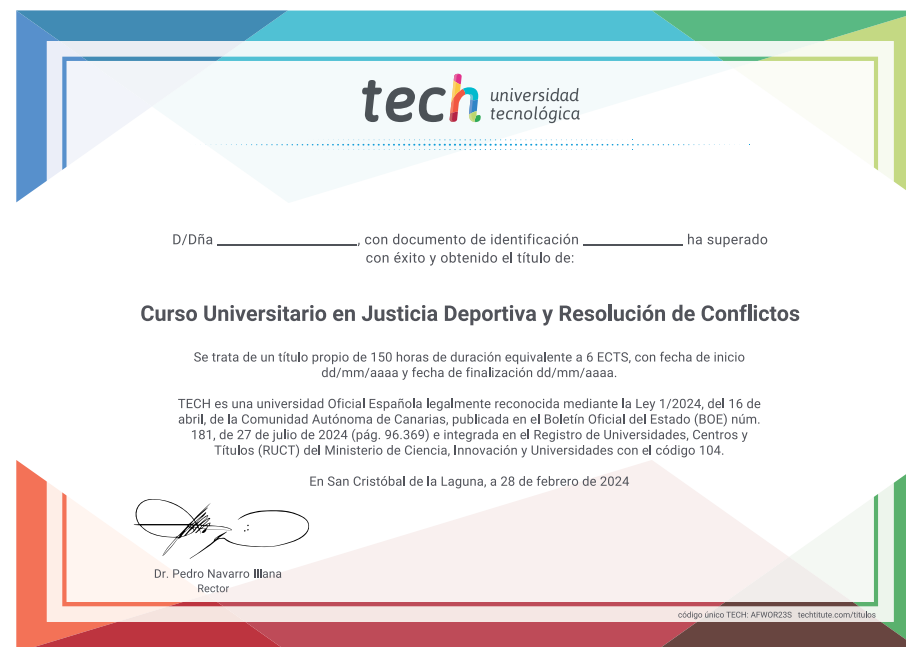 tech universidad
tecnológica
D/Dña ____________________, con documento de identificación ______________ ha superado
con éxito y obtenido el título de:
Curso Universitario en Justicia Deportiva y Resolución de Conflictos
Se trata de un título propio de 150 horas de duración equivalente a 6 ECTS, con fecha de inicio
dd/mm/aaaa y fecha de finalización dd/mm/aaaa.
TECH es una universidad Oficial Española legalmente reconocida mediante la Ley 1/2024, del 16 de
abril, de la Comunidad Autónoma de Canarias, publicada en el Boletín Oficial del Estado (BOE) núm.
181, de 27 de julio de 2024 (pág. 96.369) e integrada en el Registro de Universidades, Centros y
Títulos (RUCT) del Ministerio de Ciencia, Innovación y Universidades con el código 104.
En San Cristóbal de la Laguna, a 28 de febrero de 2024
Dr. Pedro Navarro Illana
Rector
código único TECH: AFWOR23S techtitute.com/titulos